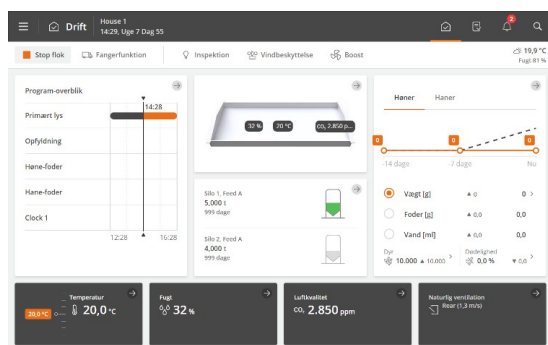 Drift
House 1
14:29, Uge 7 Dag 55
2
Stop flok
Fangerfunktion
Inspektion
Vindbeskyttelse
Boost
19,9 °C
Fugt 81 %
Program-overblik
14:28
Primært lys
Opfyldning
Høne-foder
Hane-foder
Clock 1
12:28
16:28
32 %
20 °C
CO₂ 2.850 p...
Silo 1, Feed A
5,000 t
999 dage
Silo 2, Feed A
4,000 t
999 dage
Høner
Haner
0
0
0
-14 dage
-7 dage
Nu
Vægt [g] ▲ 0 0 >
Foder [g] ▲ 0,0 0,0
Vand [ml] ▲ 0,0 0,0
Dyr
10.000 ▲ 10.000 >
Dødelighed
0,0 % ▼ 0,0 >
Temperatur
20,0 °C
20,0 °C
Fugt
32 %
Luftkvalitet
CO₂ 2.850 ppm
Naturlig ventilation
Rear (1,3 m/s)